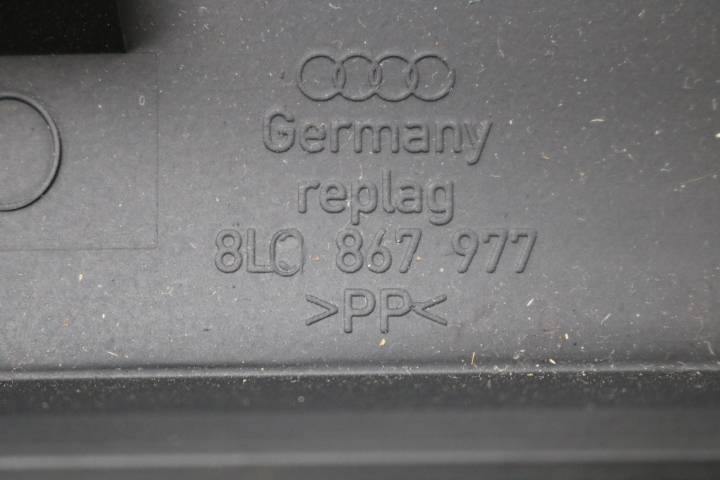 Germany
replag
8L0 867 977
>PP<